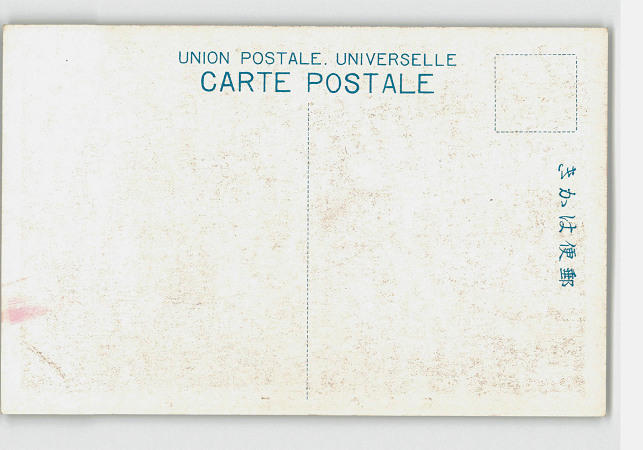 UNION POSTALE. UNIVERSELLE
CARTE POSTALE
郵便はかき